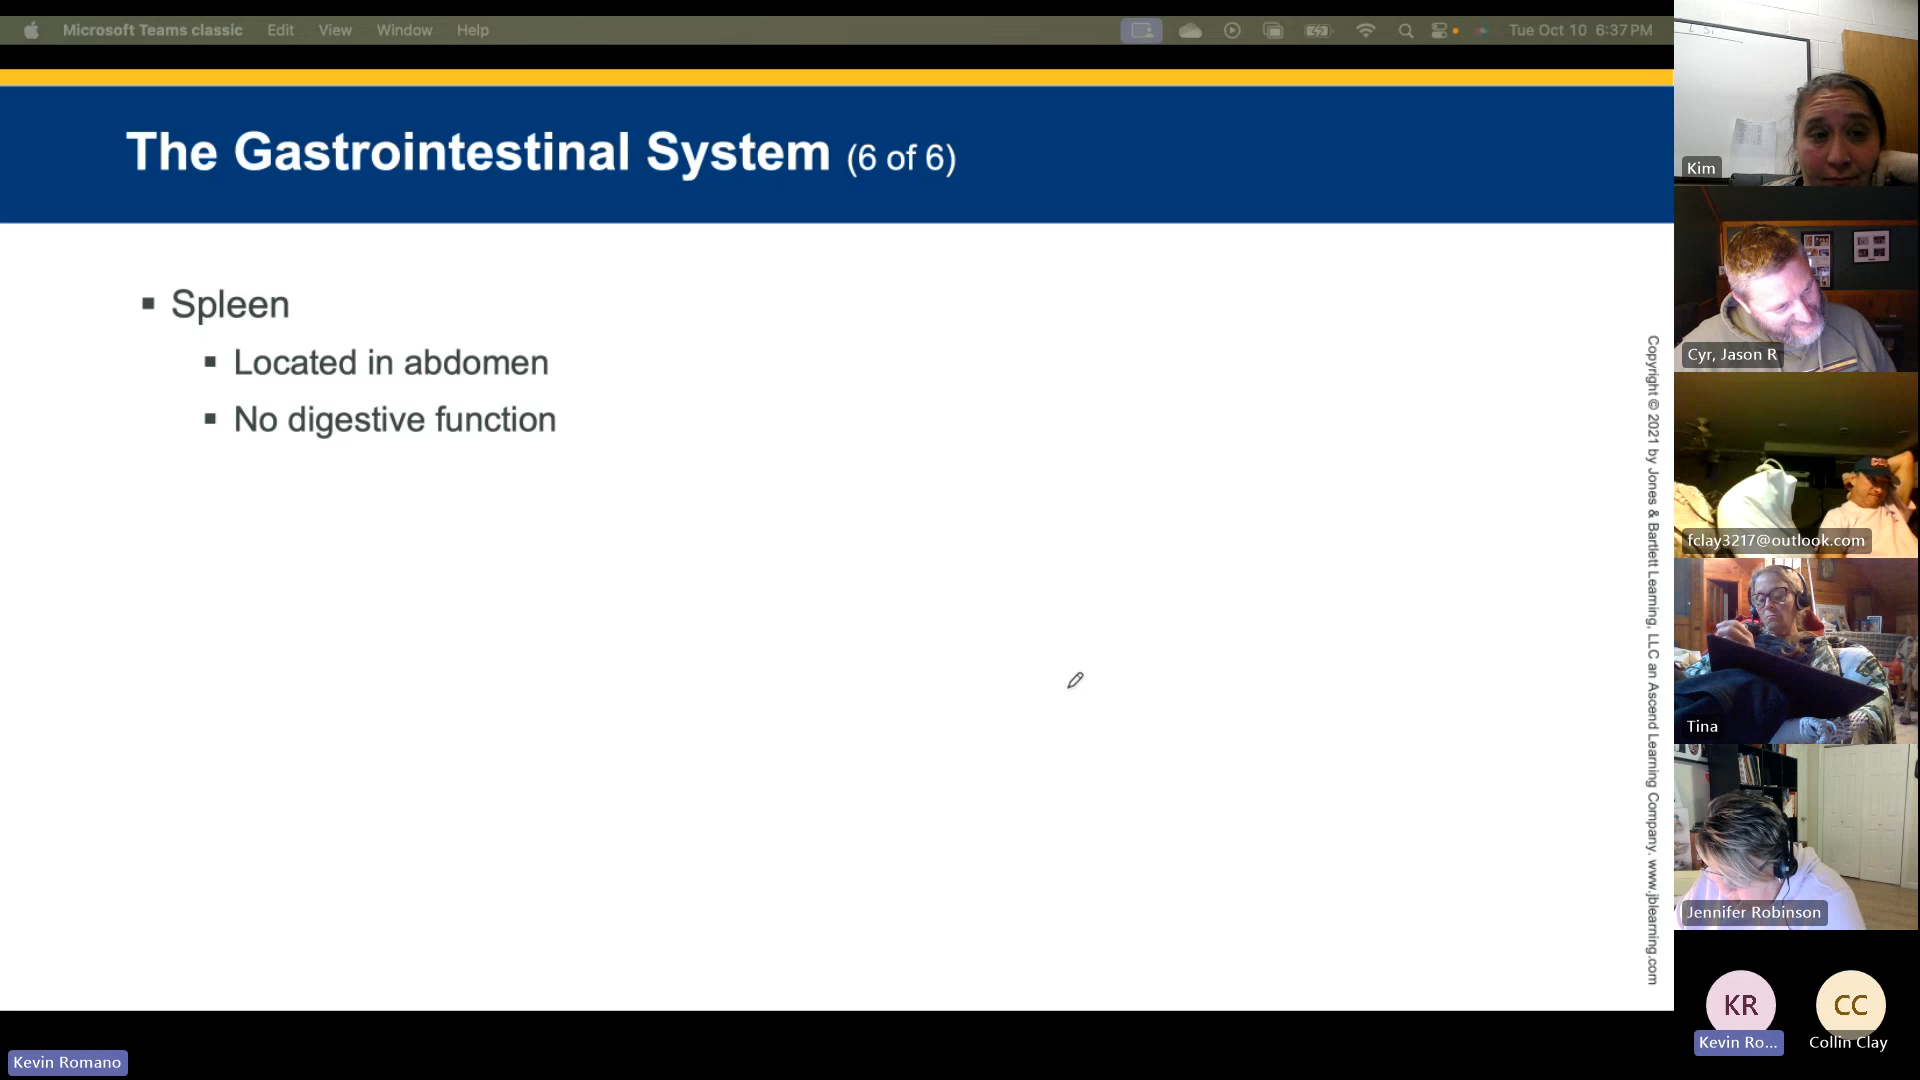 Microsoft Teams classic Edit View Window Help Tue Oct 10 6:37 PM
The Gastrointestinal System (6 of 6)
Spleen
Located in abdomen
No digestive function
Copyright © 2021 by Jones & Bartlett Learning, LLC an Ascend Learning Company. www.jblearning.com
Kim
Cyr, Jason R
fclay3217@outlook.com
Tina
Jennifer Robinson
KR
CC
Kevin Ro...
Collin Clay
Kevin Romano